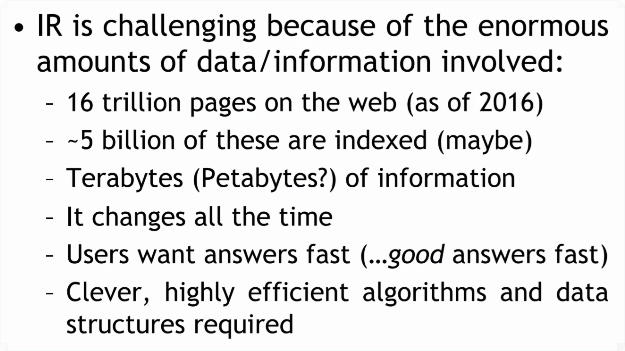 • IR is challenging because of the enormous
amounts of data/information involved:
– 16 trillion pages on the web (as of 2016)
– ~5 billion of these are indexed (maybe)
– Terabytes (Petabytes?) of information
– It changes all the time
– Users want answers fast (…good answers fast)
– Clever, highly efficient algorithms and data
structures required